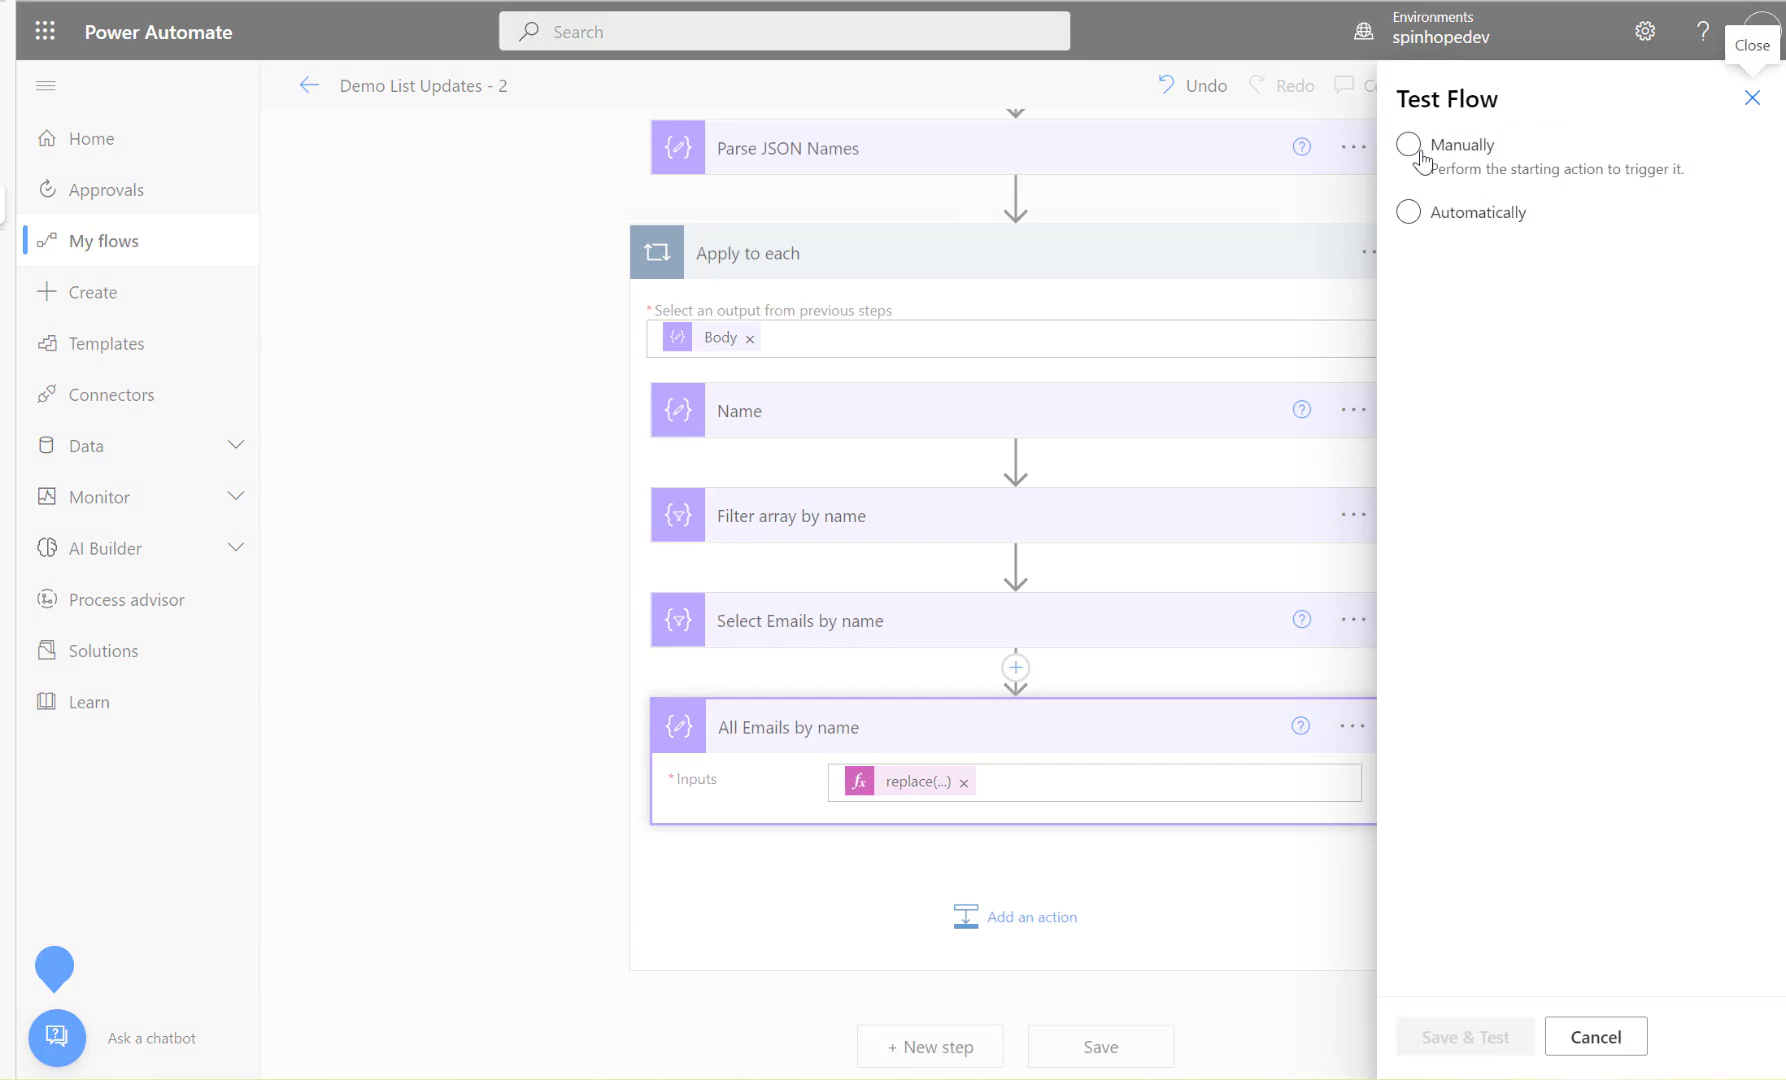 Power Automate
Search
Environments
spinhopedev
?
Close
Demo List Updates - 2
Undo
Redo
Test Flow
Manually
Perform the starting action to trigger it.
Automatically
Home
Approvals
My flows
Create
Templates
Connectors
Data
Monitor
AI Builder
Process advisor
Solutions
Learn
Ask a chatbot
Parse JSON Names
Apply to each
* Select an output from previous steps
Body ×
Name
Filter array by name
Select Emails by name
All Emails by name
* Inputs
fx replace(...) ×
Add an action
+ New step
Save
Save & Test
Cancel